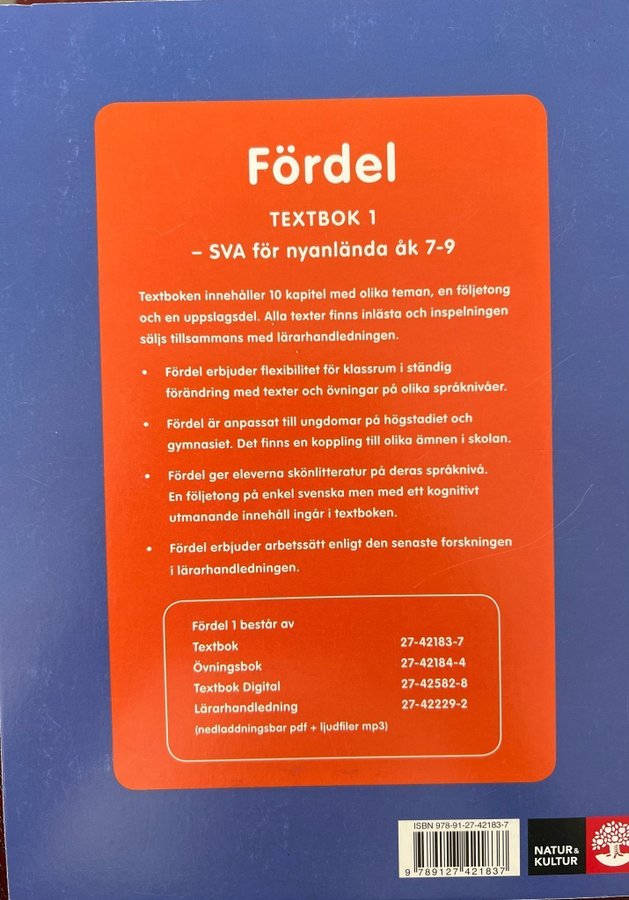 Fördel
TEXTBOK 1
– SVA för nyanlända åk 7-9
Textboken innehåller 10 kapitel med olika teman, en följetong
och en uppslagsdel. Alla texter finns inlästa och inspelningen
säljs tillsammans med lärarhandledningen.
• Fördel erbjuder flexibilitet för klassrum i ständig
förändring med texter och övningar på olika språknivåer.
• Fördel är anpassat till ungdomar på högstadiet och
gymnasiet. Det finns en koppling till olika ämnen i skolan.
• Fördel ger eleverna skönlitteratur på deras språknivå.
En följetong på enkel svenska men med ett kognitivt
utmanande innehåll ingår i textboken.
• Fördel erbjuder arbetssätt enligt den senaste forskningen
i lärarhandledningen.
Fördel 1 består av
Textbok 27-42183-7
Övningsbok 27-42184-4
Textbok Digital 27-42582-8
Lärarhandledning 27-42229-2
(nedladdningsbar pdf + ljudfiler mp3)
ISBN 978-91-27-42183-7
9 789127 421837
NATUR &
KULTUR